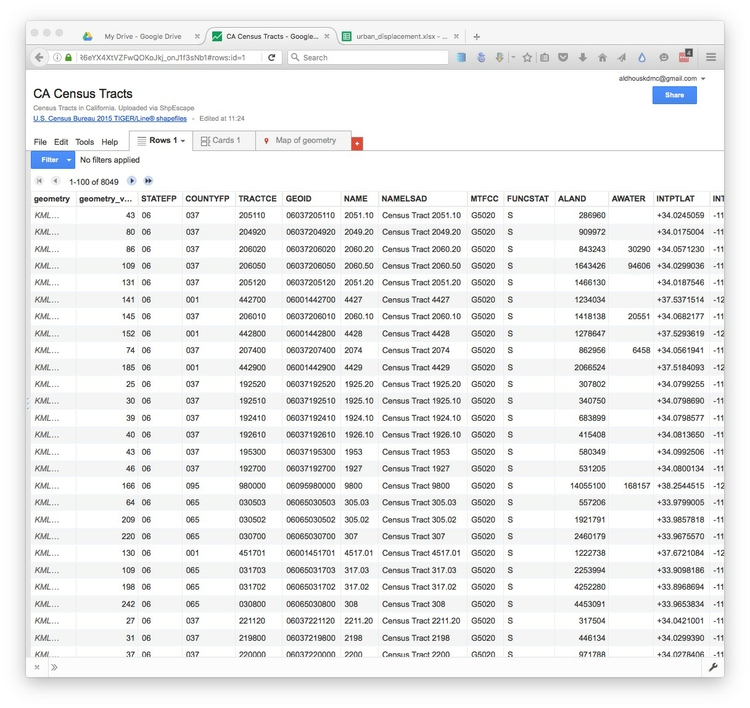 My Drive - Google Drive × CA Census Tracts - Google... × urban_displacement.xlsx - ... × +
i6eYX4XtVZFwQOKoJkj_onJ1f3sNb1#rows:id=1 Search 4
aldhouskdmc@gmail.com
CA Census Tracts
Share
Census Tracts in California. Uploaded via ShpEscape
U.S. Census Bureau 2015 TIGER/Line® shapefiles - Edited at 11:24
File Edit Tools Help Rows 1 Cards 1 Map of geometry +
Filter No filters applied
1-100 of 8049
geometry geometry_v... STATEFP COUNTYFP TRACTCE GEOID NAME NAMELSAD MTFCC FUNCSTAT ALAND AWATER INTPTLAT INT
KML... 43 06 037 205110 06037205110 2051.10 Census Tract 2051.10 G5020 S 286960 +34.0245059 -11
KML... 80 06 037 204920 06037204920 2049.20 Census Tract 2049.20 G5020 S 909972 +34.0175004 -11
KML... 86 06 037 206020 06037206020 2060.20 Census Tract 2060.20 G5020 S 843243 30290 +34.0571230 -11
KML... 109 06 037 206050 06037206050 2060.50 Census Tract 2060.50 G5020 S 1643426 94606 +34.0299036 -11
KML... 131 06 037 205120 06037205120 2051.20 Census Tract 2051.20 G5020 S 1466130 +34.0187546 -11
KML... 141 06 001 442700 06001442700 4427 Census Tract 4427 G5020 S 1234034 +37.5371514 -12
KML... 145 06 037 206010 06037206010 2060.10 Census Tract 2060.10 G5020 S 1418138 20551 +34.0682177 -11
KML... 152 06 001 442800 06001442800 4428 Census Tract 4428 G5020 S 1278647 +37.5293619 -12
KML... 74 06 037 207400 06037207400 2074 Census Tract 2074 G5020 S 862956 6458 +34.0561941 -11
KML... 185 06 001 442900 06001442900 4429 Census Tract 4429 G5020 S 2066524 +37.5184093 -12
KML... 25 06 037 192520 06037192520 1925.20 Census Tract 1925.20 G5020 S 307802 +34.0799255 -11
KML... 30 06 037 192510 06037192510 1925.10 Census Tract 1925.10 G5020 S 340750 +34.0798690 -11
KML... 39 06 037 192410 06037192410 1924.10 Census Tract 1924.10 G5020 S 683899 +34.0798577 -11
KML... 40 06 037 192610 06037192610 1926.10 Census Tract 1926.10 G5020 S 415408 +34.0813650 -11
KML... 43 06 037 195300 06037195300 1953 Census Tract 1953 G5020 S 580349 +34.0992506 -11
KML... 46 06 037 192700 06037192700 1927 Census Tract 1927 G5020 S 531205 +34.0800134 -11
KML... 166 06 095 980000 06095980000 9800 Census Tract 9800 G5020 S 14055100 168157 +38.2544515 -12
KML... 64 06 065 030503 06065030503 305.03 Census Tract 305.03 G5020 S 557206 +33.9799005 -11
KML... 209 06 065 030502 06065030502 305.02 Census Tract 305.02 G5020 S 1921791 +33.9857818 -11
KML... 220 06 065 030700 06065030700 307 Census Tract 307 G5020 S 2460179 +33.9675570 -11
KML... 130 06 001 451701 06001451701 4517.01 Census Tract 4517.01 G5020 S 1222738 +37.6721084 -12
KML... 109 06 065 031703 06065031703 317.03 Census Tract 317.03 G5020 S 2253994 +33.9098186 -11
KML... 198 06 065 031702 06065031702 317.02 Census Tract 317.02 G5020 S 4252280 +33.8968694 -11
KML... 242 06 065 030800 06065030800 308 Census Tract 308 G5020 S 4453091 +33.9653834 -11
KML... 27 06 037 221120 06037221120 2211.20 Census Tract 2211.20 G5020 S 317504 +34.0421001 -11
KML... 31 06 037 219800 06037219800 2198 Census Tract 2198 G5020 S 446134 +34.0299390 -11
KML... 37 06 037 220000 06037220000 2200 Census Tract 2200 G5020 S 971788 +34.0278406 -11